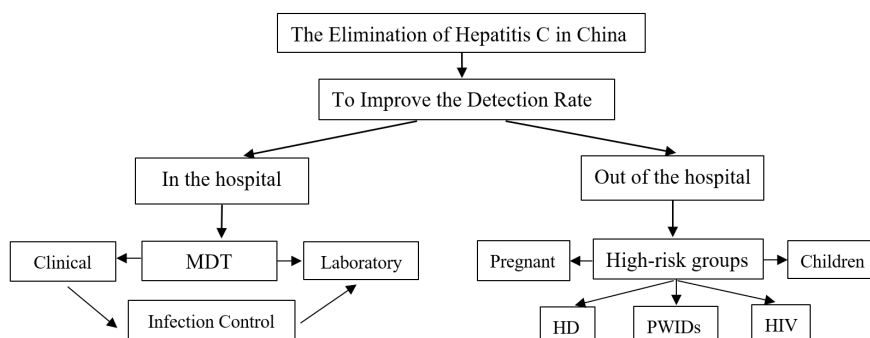 The Elimination of Hepatitis C in China
To Improve the Detection Rate
In the hospital
Out of the hospital
Clinical
MDT
Laboratory
Pregnant
High-risk groups
Children
Infection Control
HD
PWIDs
HIV